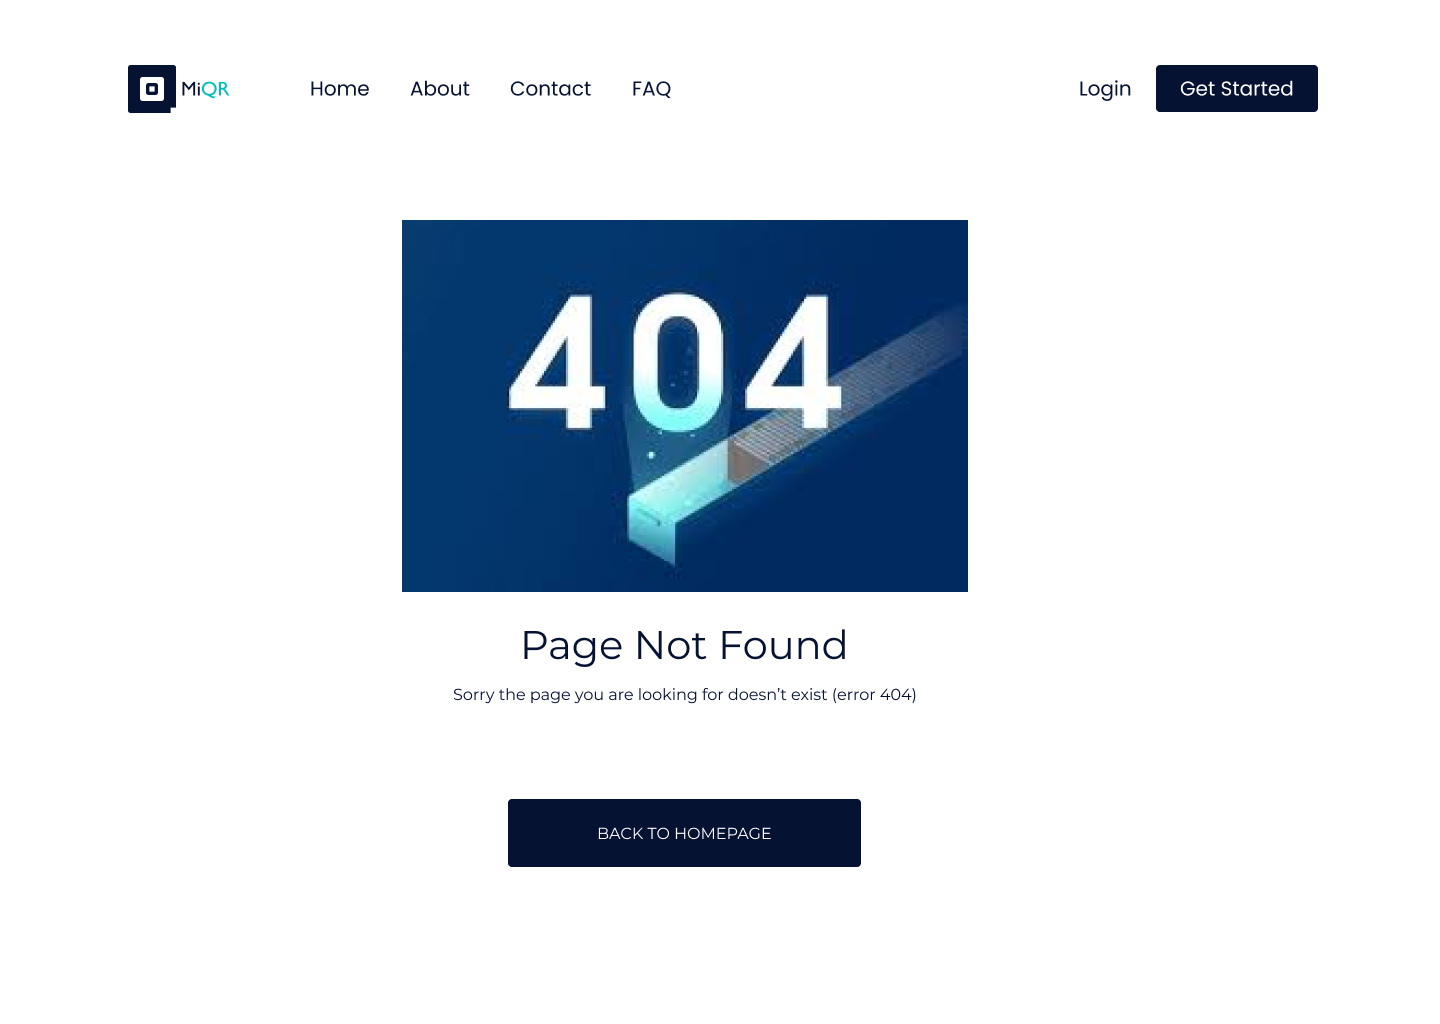 MiQR
Home About Contact FAQ
Login Get Started
404
Page Not Found
Sorry the page you are looking for doesn’t exist (error 404)
BACK TO HOMEPAGE